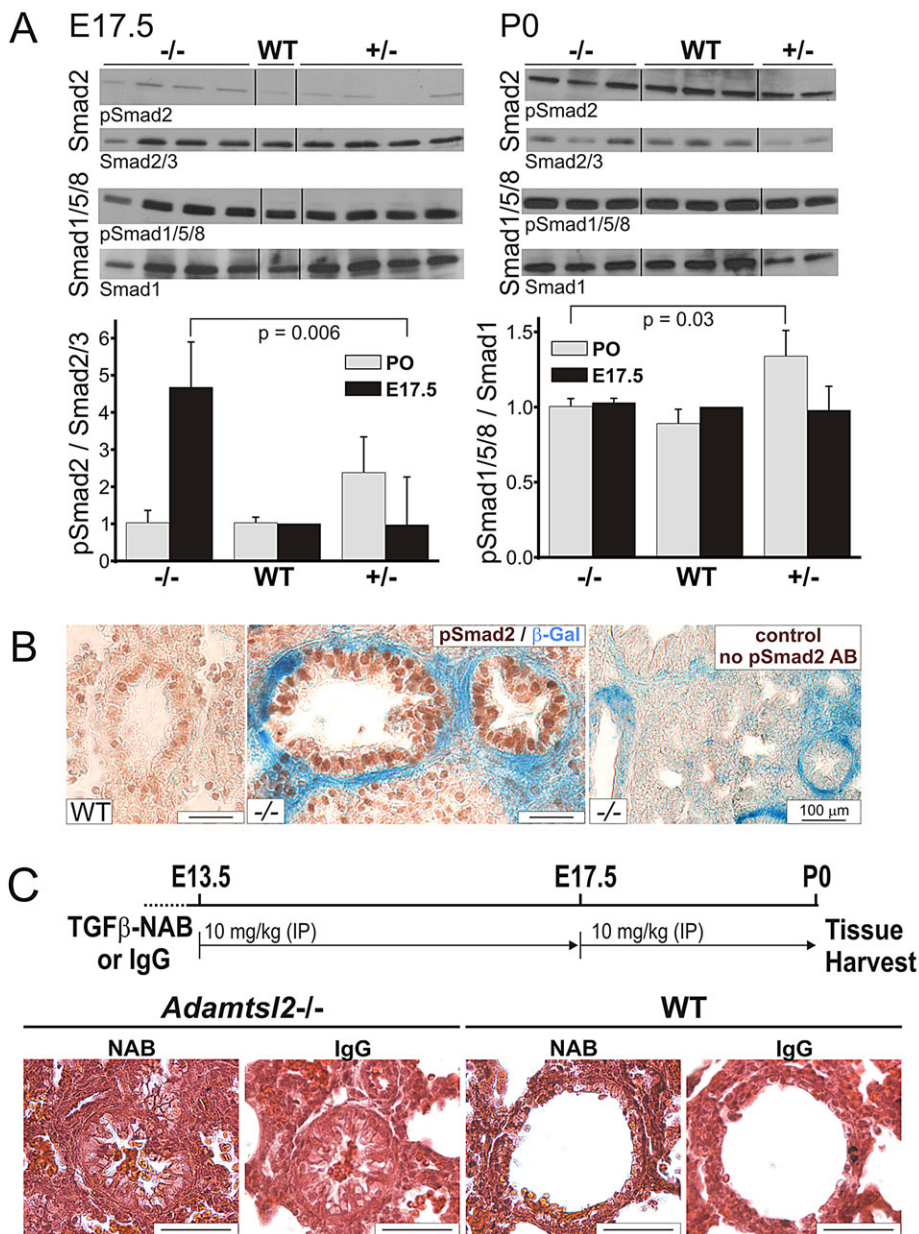 A
E17.5
-/-
WT
+/-
Smad2
pSmad2
Smad2/3
Smad1/5/8
pSmad1/5/8
Smad1
P0
-/-
WT
+/-
Smad2
pSmad2
Smad2/3
Smad1/5/8
pSmad1/5/8
Smad1
pSmad2 / Smad2/3
6
5
4
3
2
1
0
p = 0.006
PO
E17.5
-/-
WT
+/-
pSmad1/5/8 / Smad1
1.5
1.0
0.5
0.0
p = 0.03
PO
E17.5
-/-
WT
+/-
B
WT
pSmad2 / β-Gal
-/-
control
no pSmad2 AB
-/-
100 μm
C
E13.5
E17.5
P0
TGFβ-NAB
or IgG
10 mg/kg (IP)
10 mg/kg (IP)
Tissue
Harvest
Adamtsl2-/-
WT
NAB
IgG
NAB
IgG